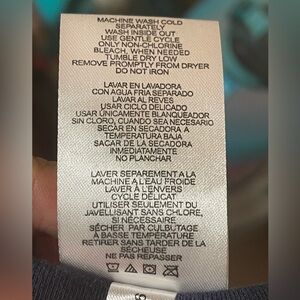 MACHINE WASH COLD
SEPARATELY
WASH INSIDE OUT
USE GENTLE CYCLE
ONLY NON-CHLORINE
BLEACH, WHEN NEEDED
TUMBLE DRY LOW
REMOVE PROMPTLY FROM DRYER
DO NOT IRON
LAVAR EN LAVADORA
CON AGUA FRIA SEPARADO
LAVAR AL REVES
USAR CICLO DELICADO
USAR ÚNICAMENTE BLANQUEADOR
SIN CLORO, CUANDO SEA NECESARIO
SECAR EN SECADORA A
TEMPERATURA BAJA
SACAR DE LA SECADORA
INMEDIATAMENTE
NO PLANCHAR
LAVER SEPAREMENT A LA
MACHINE A L'EAU FROIDE
LAVER À L'ENVERS
CYCLE DÉLICAT
UTILISER SEULEMENT DU
JAVELLISANT SANS CHLORE,
SI NÉCESSAIRE
SÉCHER PAR CULBUTAGE
À BASSE TEMPÉRATURE
RETIRER SANS TARDER DE LA
SÉCHEUSE
NE PAS REPASSER